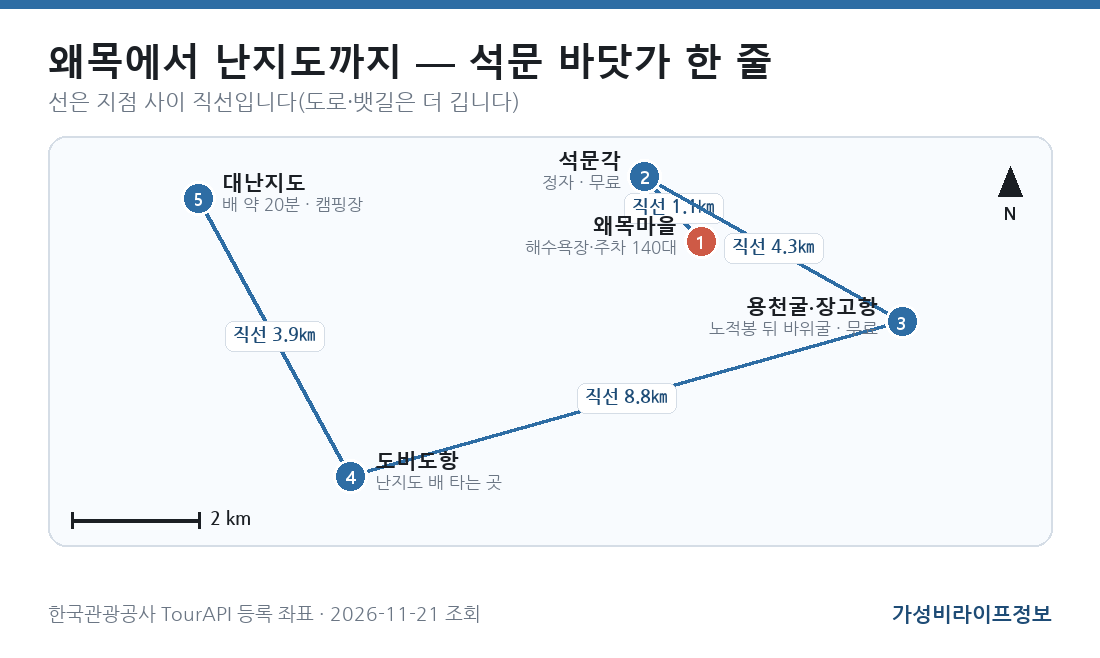 왜목에서 난지도까지 — 석문 바닷가 한 줄
선은 지점 사이 직선입니다(도로·뱃길은 더 깁니다)
석문각
정자 · 무료
2
5
대난지도
배 약 20분 · 캠핑장
직선 1.1㎞
N
왜목마을
해수욕장·주차 140대
1
직선 4.3㎞
용천굴·장고항
노적봉 뒤 바위굴 · 무료
3
직선 3.9㎞
직선 8.8㎞
4
도비도항
난지도 배 타는 곳
2 km
한국관광공사 TourAPI 등록 좌표 · 2026-11-21 조회
가성비라이프정보